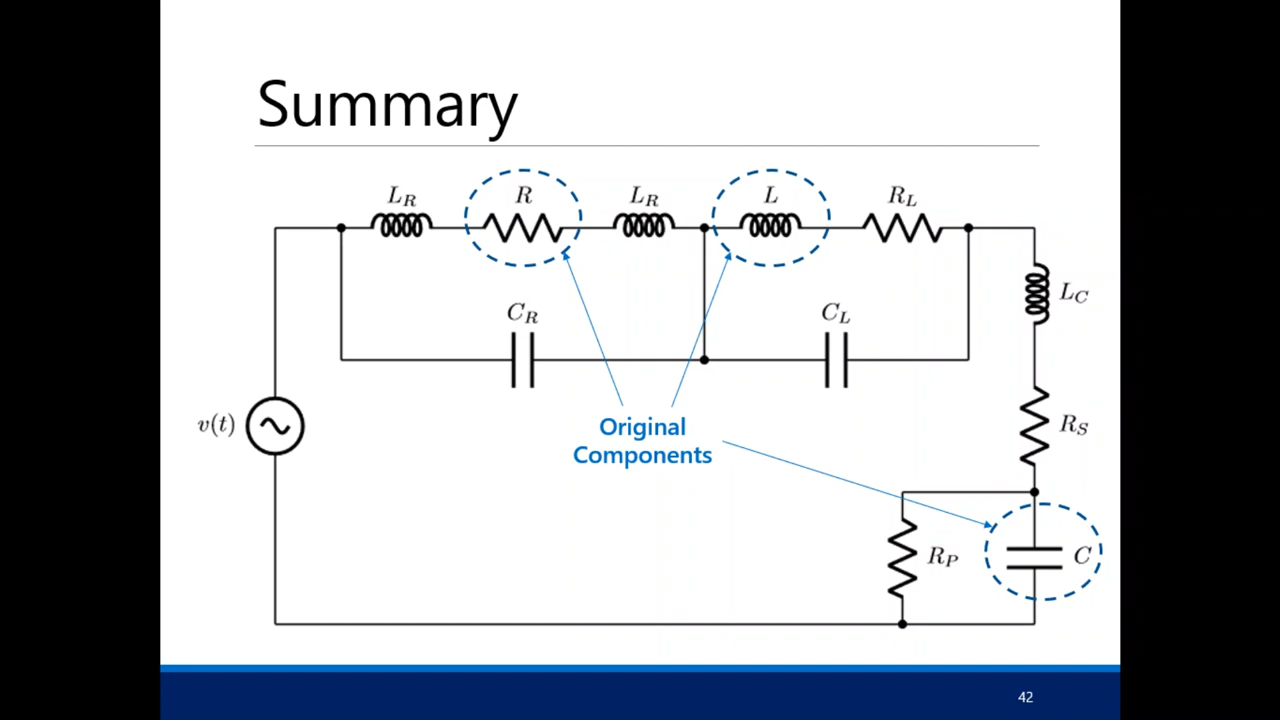 Summary
L_R
R
L_R
L
R_L
C_R
C_L
L_C
v(t)
R_S
Original
Components
R_P
C
42